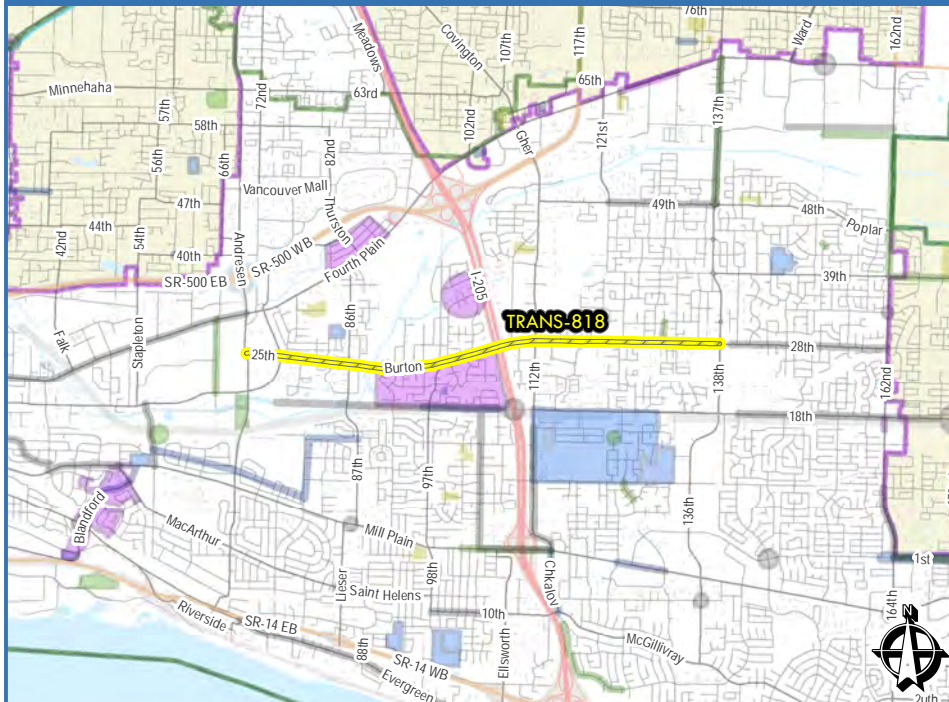 76th
Ward
162nd
Covington
107th
117th
Meadows
65th
Minnehaha
57th
72nd
63rd
102nd
121st
137th
58th
66th
82nd
Gher
56th
Vancouver Mall
47th
Thurston
49th
48th
Poplar
44th
42nd
54th
40th
Andresen
SR-500 WB
Fourth Plain
39th
SR-500 EB
I-205
Falk
Stapleton
86th
TRANS-818
25th
Burton
112th
138th
28th
162nd
18th
87th
97th
136th
Blandford
MacArthur
Mill Plain
98th
1st
Lieser
Saint Helens
Chkalov
10th
164th
N
Riverside
SR-14 EB
88th
SR-14 WB
Ellsworth
McGillivray
Evergreen